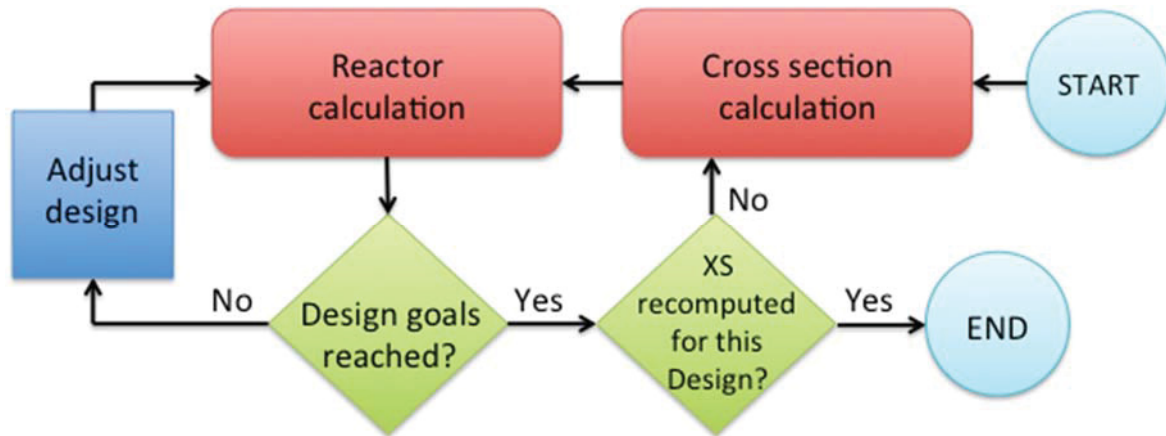 Reactor
calculation
Cross section
calculation
START
Adjust
design
No
No
Design goals
reached?
Yes
XS
recomputed
for this
Design?
Yes
END